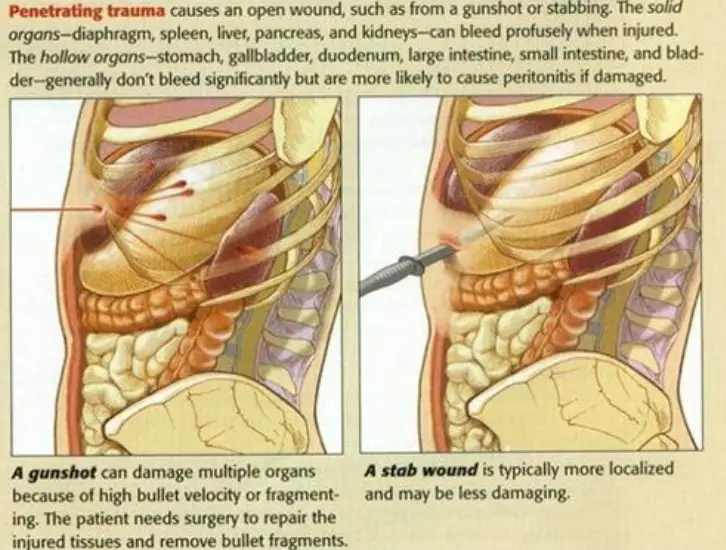 Penetrating trauma causes an open wound, such as from a gunshot or stabbing. The solid
organs—diaphragm, spleen, liver, pancreas, and kidneys—can bleed profusely when injured.
The hollow organs—stomach, gallbladder, duodenum, large intestine, small intestine, and blad-
der—generally don't bleed significantly but are more likely to cause peritonitis if damaged.
A gunshot can damage multiple organs
because of high bullet velocity or fragment-
ing. The patient needs surgery to repair the
injured tissues and remove bullet fragments.
A stab wound is typically more localized
and may be less damaging.